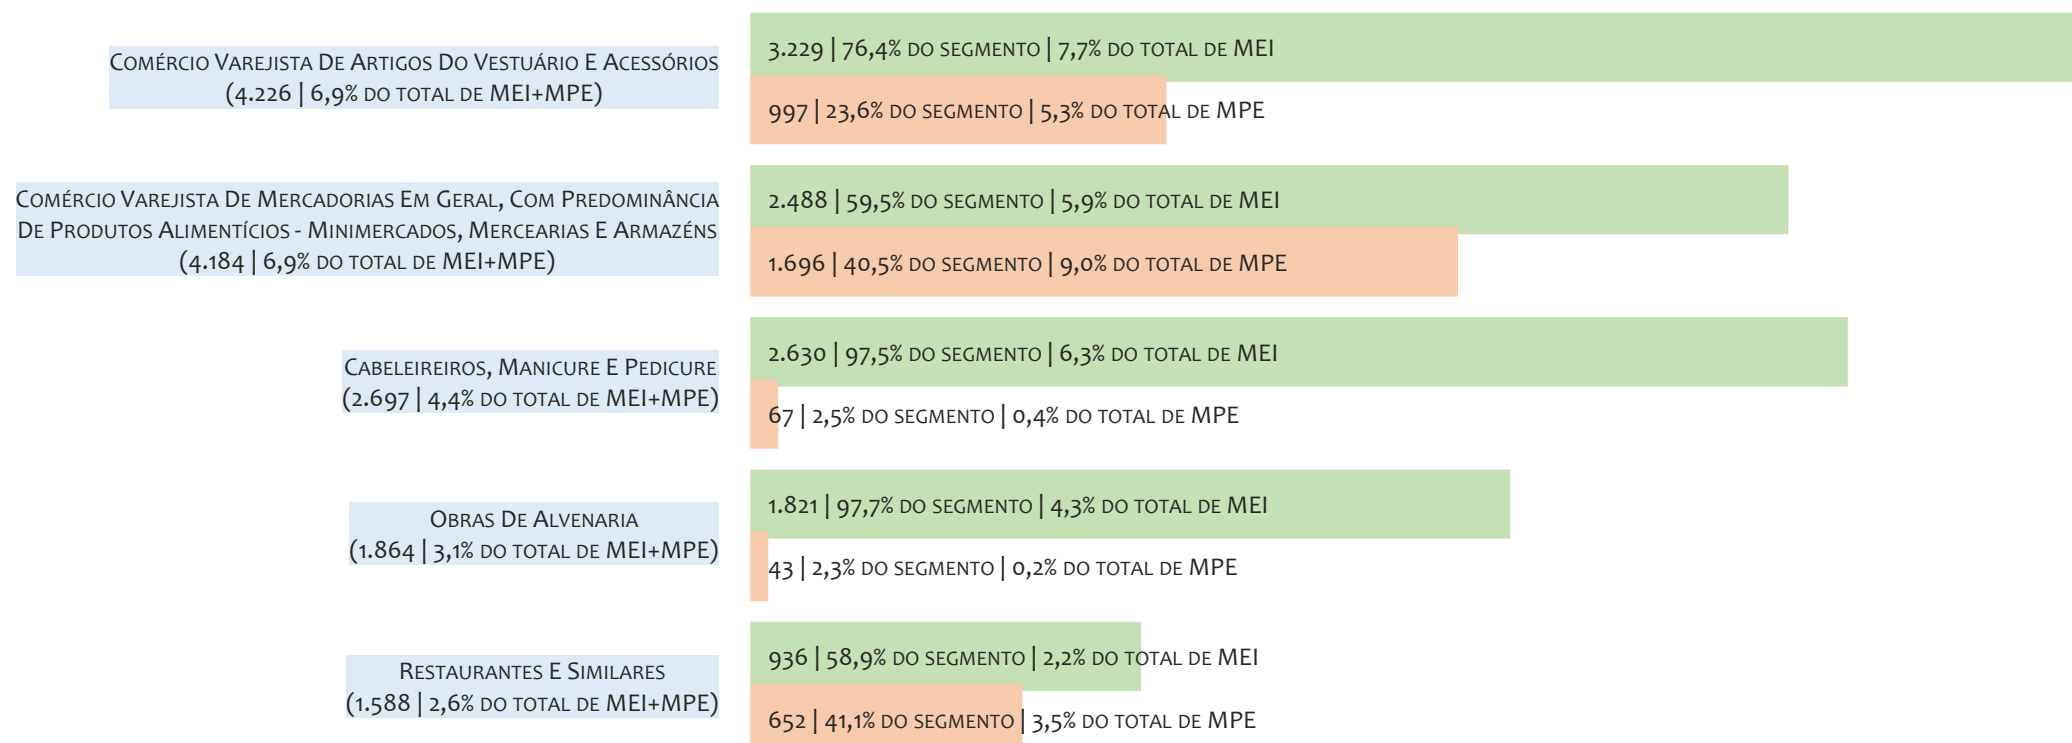 Comércio Varejista De Artigos Do Vestuário E Acessórios
(4.226 | 6,9% do total de MEI+MPE)
3.229 | 76,4% do segmento | 7,7% do total de MEI
997 | 23,6% do segmento | 5,3% do total de MPE
Comércio Varejista De Mercadorias Em Geral, Com Predominância
De Produtos Alimentícios - Minimercados, Mercearias E Armazéns
(4.184 | 6,9% do total de MEI+MPE)
2.488 | 59,5% do segmento | 5,9% do total de MEI
1.696 | 40,5% do segmento | 9,0% do total de MPE
Cabeleireiros, Manicure E Pedicure
(2.697 | 4,4% do total de MEI+MPE)
2.630 | 97,5% do segmento | 6,3% do total de MEI
67 | 2,5% do segmento | 0,4% do total de MPE
Obras De Alvenaria
(1.864 | 3,1% do total de MEI+MPE)
1.821 | 97,7% do segmento | 4,3% do total de MEI
43 | 2,3% do segmento | 0,2% do total de MPE
Restaurantes E Similares
(1.588 | 2,6% do total de MEI+MPE)
936 | 58,9% do segmento | 2,2% do total de MEI
652 | 41,1% do segmento | 3,5% do total de MPE